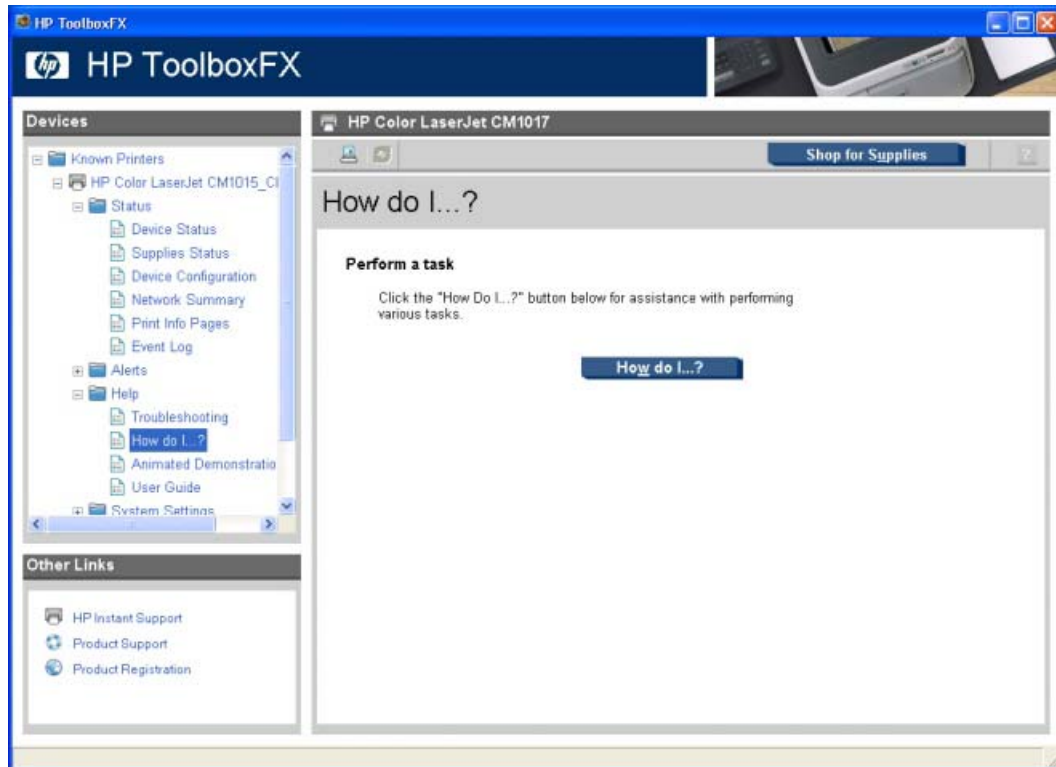 HP ToolboxFX
hp HP ToolboxFX
Devices
Known Printers
HP Color LaserJet CM1015_Cl
Status
Device Status
Supplies Status
Device Configuration
Network Summary
Print Info Pages
Event Log
Alerts
Help
Troubleshooting
How do I...?
Animated Demonstratio
User Guide
System Settings
Other Links
HP Instant Support
Product Support
Product Registration
HP Color LaserJet CM1017
Shop for Supplies
?
How do I...?
Perform a task
Click the "How Do I...?" button below for assistance with performing
various tasks.
How do I...?